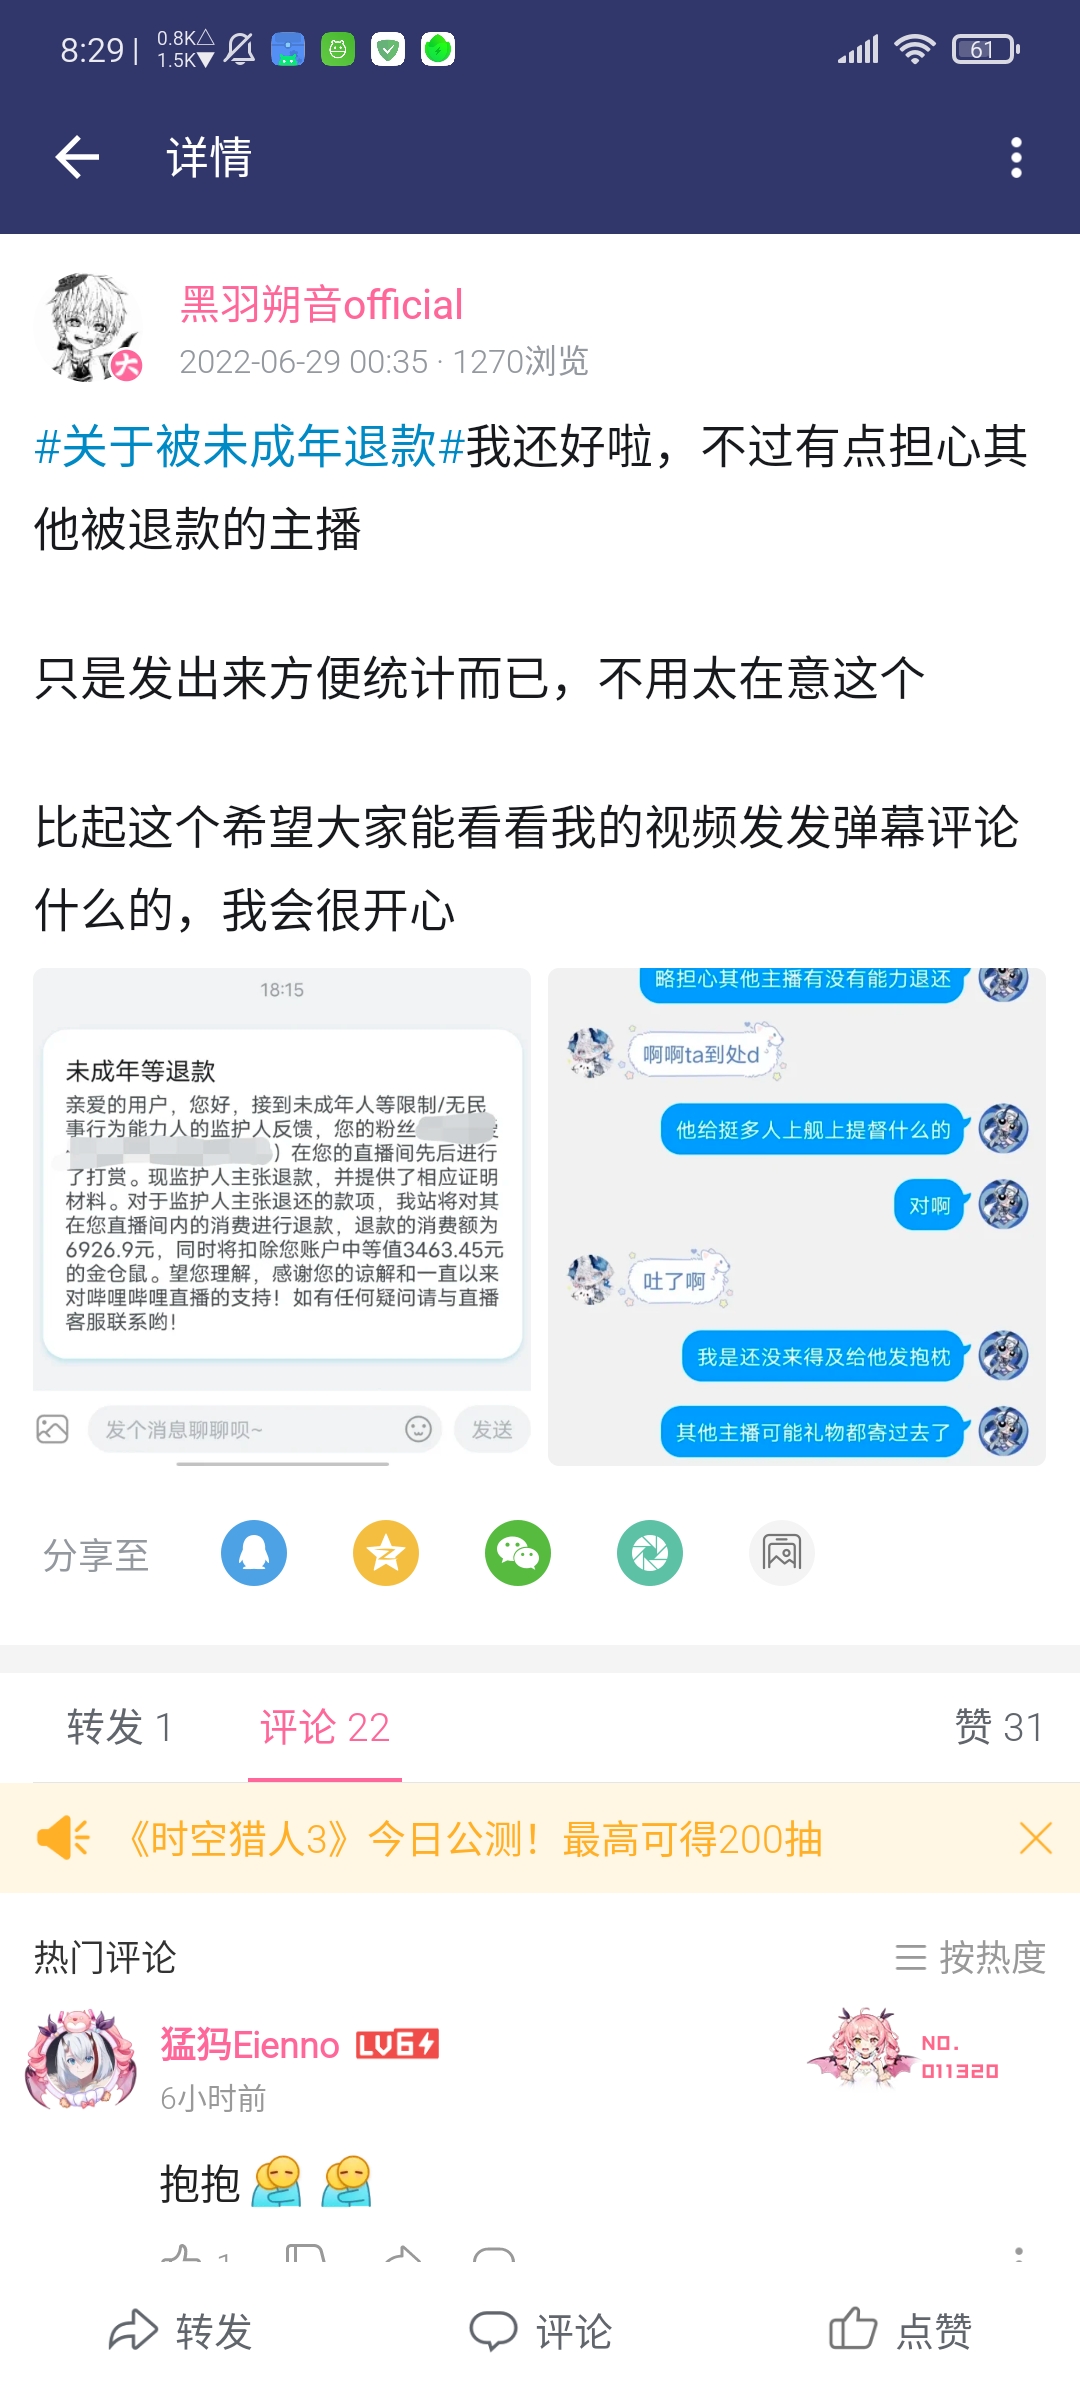 8:29
0.8K△
1.5K▼
61
详情
黑羽朔音official
大
2022-06-29 00:35 · 1270浏览
#关于被未成年退款#我还好啦，不过有点担心其
他被退款的主播
只是发出来方便统计而已，不用太在意这个
比起这个希望大家能看看我的视频发发弹幕评论
什么的，我会很开心
18:15
未成年等退款
亲爱的用户，您好，接到未成年人等限制/无民
事行为能力人的监护人反馈，您的粉丝
）在您的直播间先后进行
了打赏。现监护人主张退款，并提供了相应证明
材料。对于监护人主张退还的款项，我站将对其
在您直播间内的消费进行退款，退款的消费额为
6926.9元，同时将扣除您账户中等值3463.45元
的金仓鼠。望您理解，感谢您的谅解和一直以来
对哔哩哔哩直播的支持！如有任何疑问请与直播
客服联系哟！
发个消息聊聊呗~
发送
略担心其他主播有没有能力退还
啊啊ta到处d
他给挺多人上舰上提督什么的
对啊
吐了啊
我是还没来得及给他发抱枕
其他主播可能礼物都寄过去了
分享至
转发 1
评论 22
赞 31
《时空猎人3》今日公测！最高可得200抽
热门评论
按热度
猛犸Eienno LV6
6小时前
NO.
011320
抱抱
转发
评论
点赞